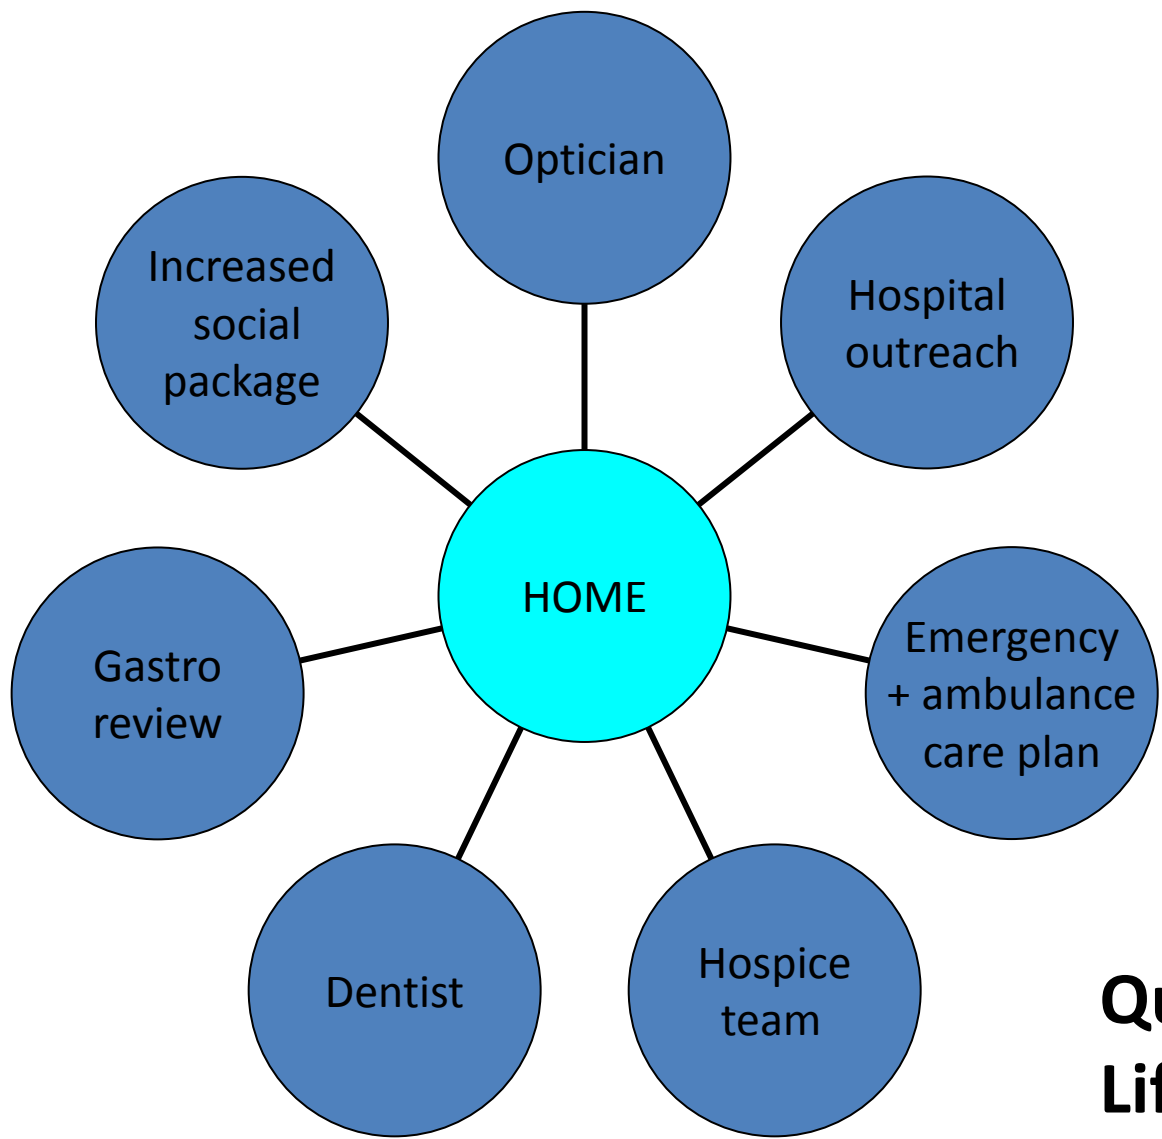 Optician
Increased
social
package
Hospital
outreach
HOME
Gastro
review
Emergency
+ ambulance
care plan
Dentist
Hospice
team